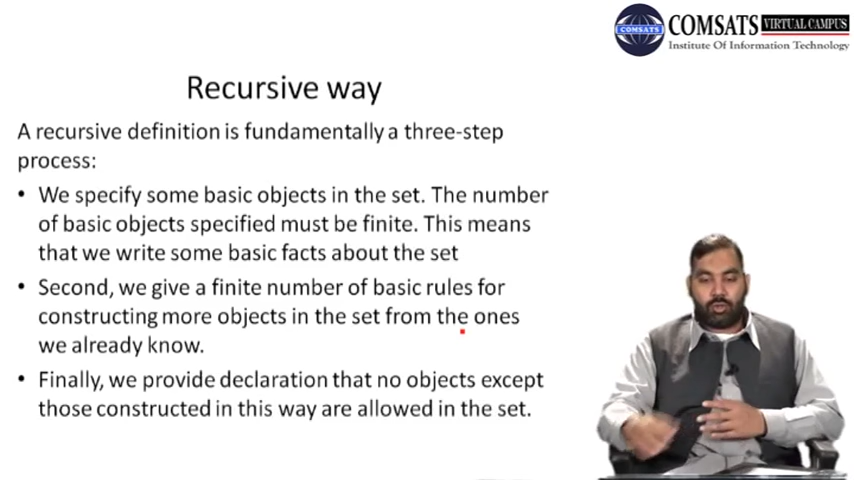 COMSATS
COMSATS VIRTUAL CAMPUS
Institute Of Information Technology
Recursive way
A recursive definition is fundamentally a three-step
process:
• We specify some basic objects in the set. The number
of basic objects specified must be finite. This means
that we write some basic facts about the set
• Second, we give a finite number of basic rules for
constructing more objects in the set from the ones
we already know.
• Finally, we provide declaration that no objects except
those constructed in this way are allowed in the set.